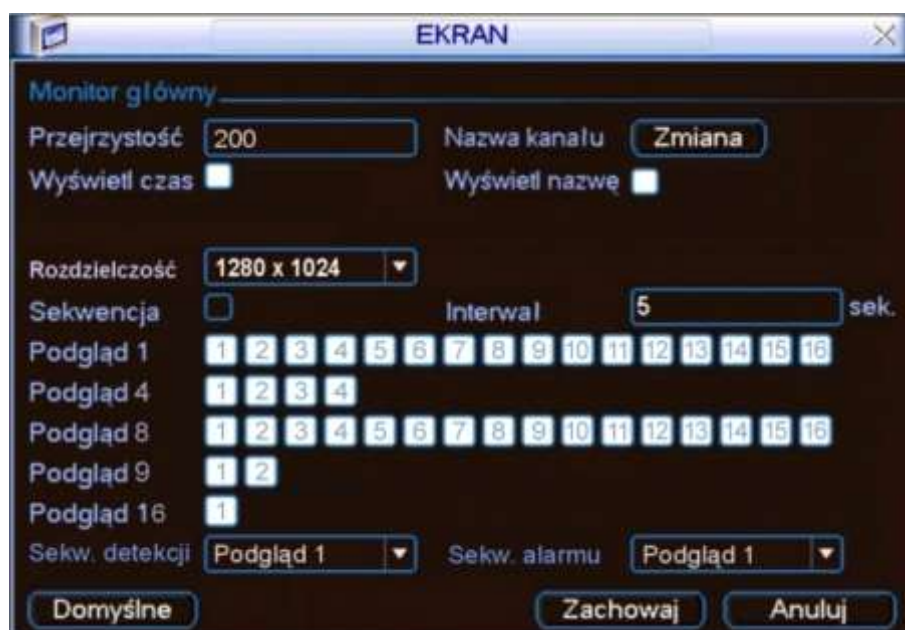 EKRAN
Monitor główny
Przejrzystość 200 Nazwa kanału Zmiana
Wyświetl czas Wyświetl nazwę
Rozdzielczość 1280 x 1024
Sekwencja Interwał 5 sek.
Podgląd 1 1 2 3 4 5 6 7 8 9 10 11 12 13 14 15 16
Podgląd 4 1 2 3 4
Podgląd 8 1 2 3 4 5 6 7 8 9 10 11 12 13 14 15 16
Podgląd 9 1 2
Podgląd 16 1
Sekw. detekcji Podgląd 1 Sekw. alarmu Podgląd 1
Domyślne Zachowaj Anuluj